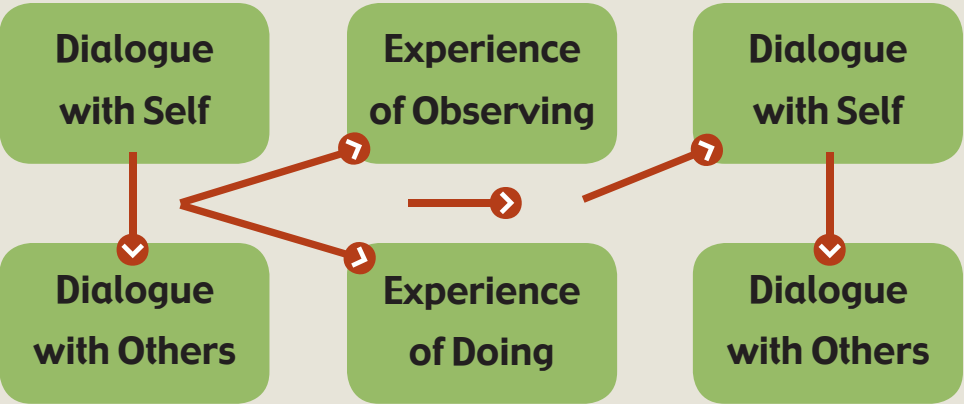 Dialogue
with Self
Experience
of Observing
Dialogue
with Self
Dialogue
with Others
Experience
of Doing
Dialogue
with Others